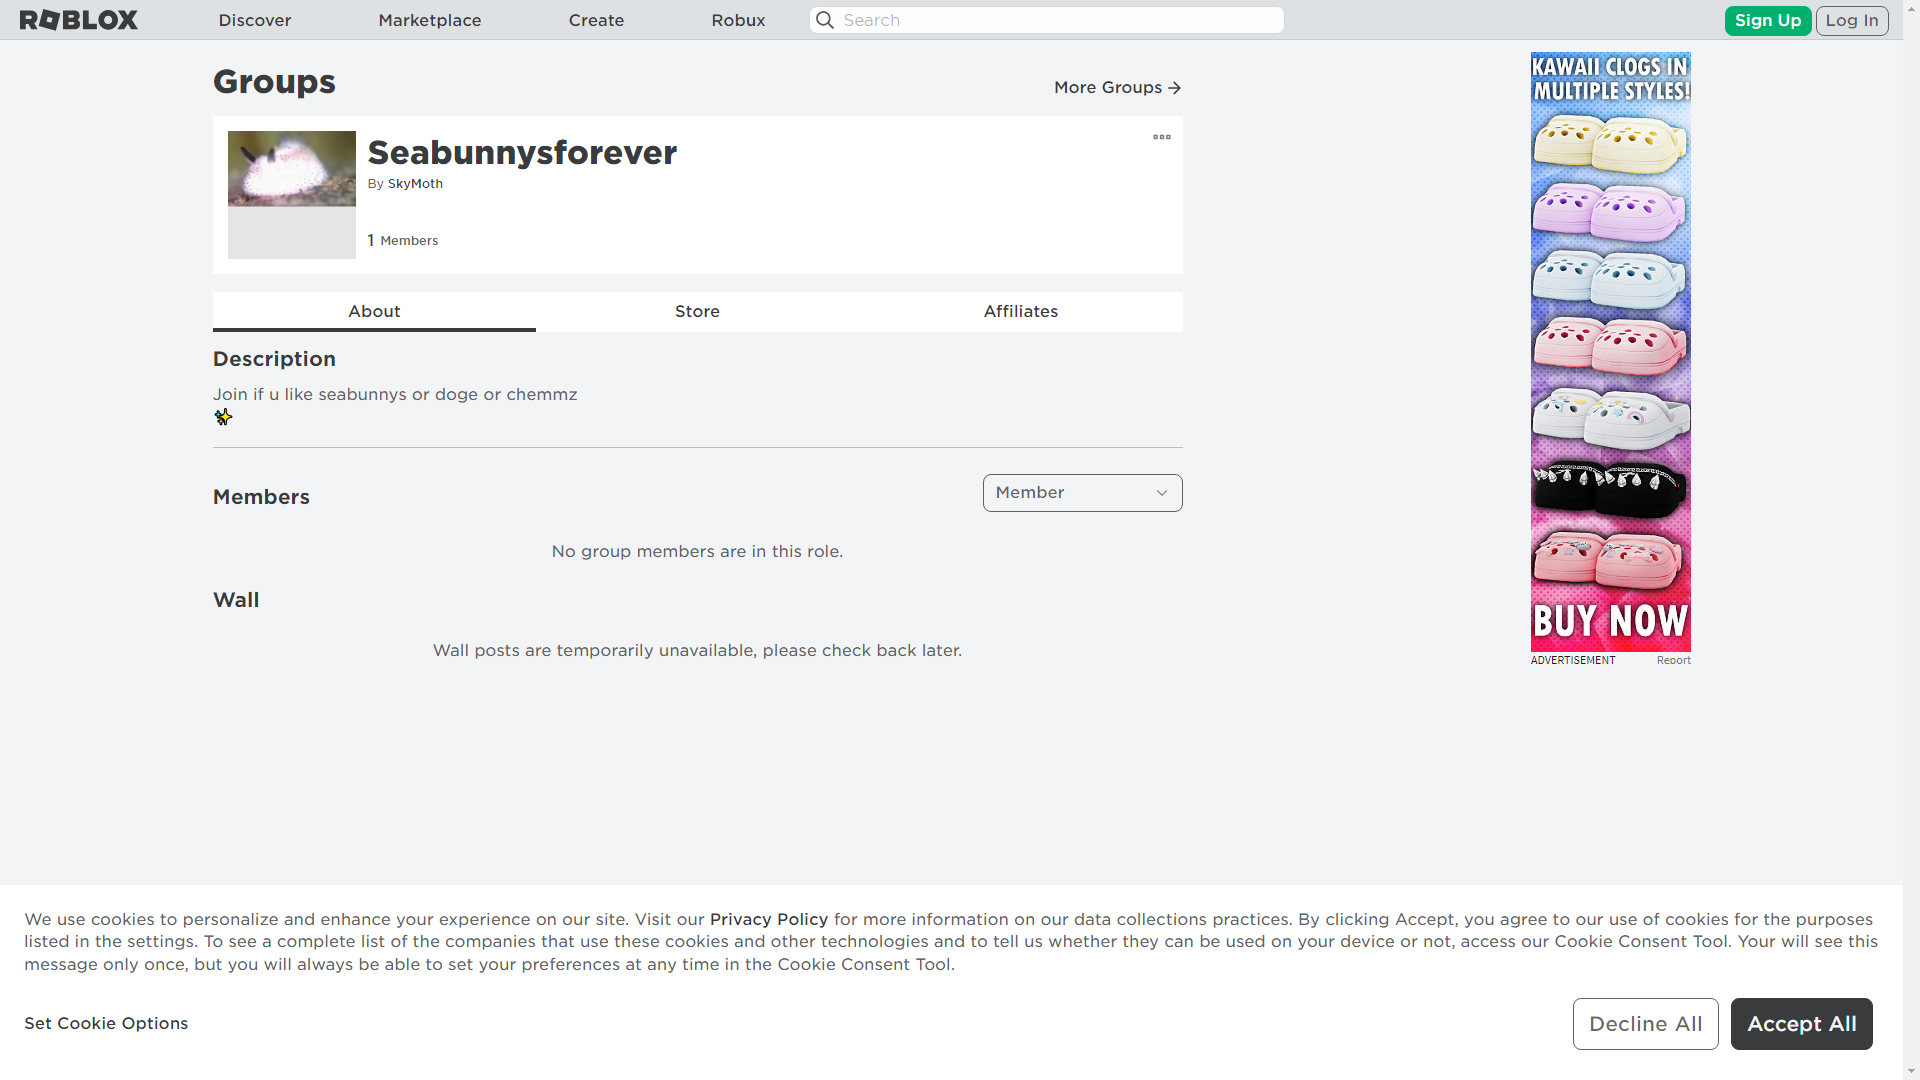 ROBLOX
Discover
Marketplace
Create
Robux
Search
Sign Up
Log In
Groups
More Groups
Seabunnysforever
By SkyMoth
1 Members
About
Store
Affiliates
Description
Join if u like seabunnys or doge or chemmz
✨
Members
Member
No group members are in this role.
Wall
Wall posts are temporarily unavailable, please check back later.
KAWAII CLOGS IN
MULTIPLE STYLES!
BUY NOW
ADVERTISEMENT
Report
We use cookies to personalize and enhance your experience on our site. Visit our Privacy Policy for more information on our data collections practices. By clicking Accept, you agree to our use of cookies for the purposes
listed in the settings. To see a complete list of the companies that use these cookies and other technologies and to tell us whether they can be used on your device or not, access our Cookie Consent Tool. Your will see this
message only once, but you will always be able to set your preferences at any time in the Cookie Consent Tool.
Set Cookie Options
Decline All
Accept All